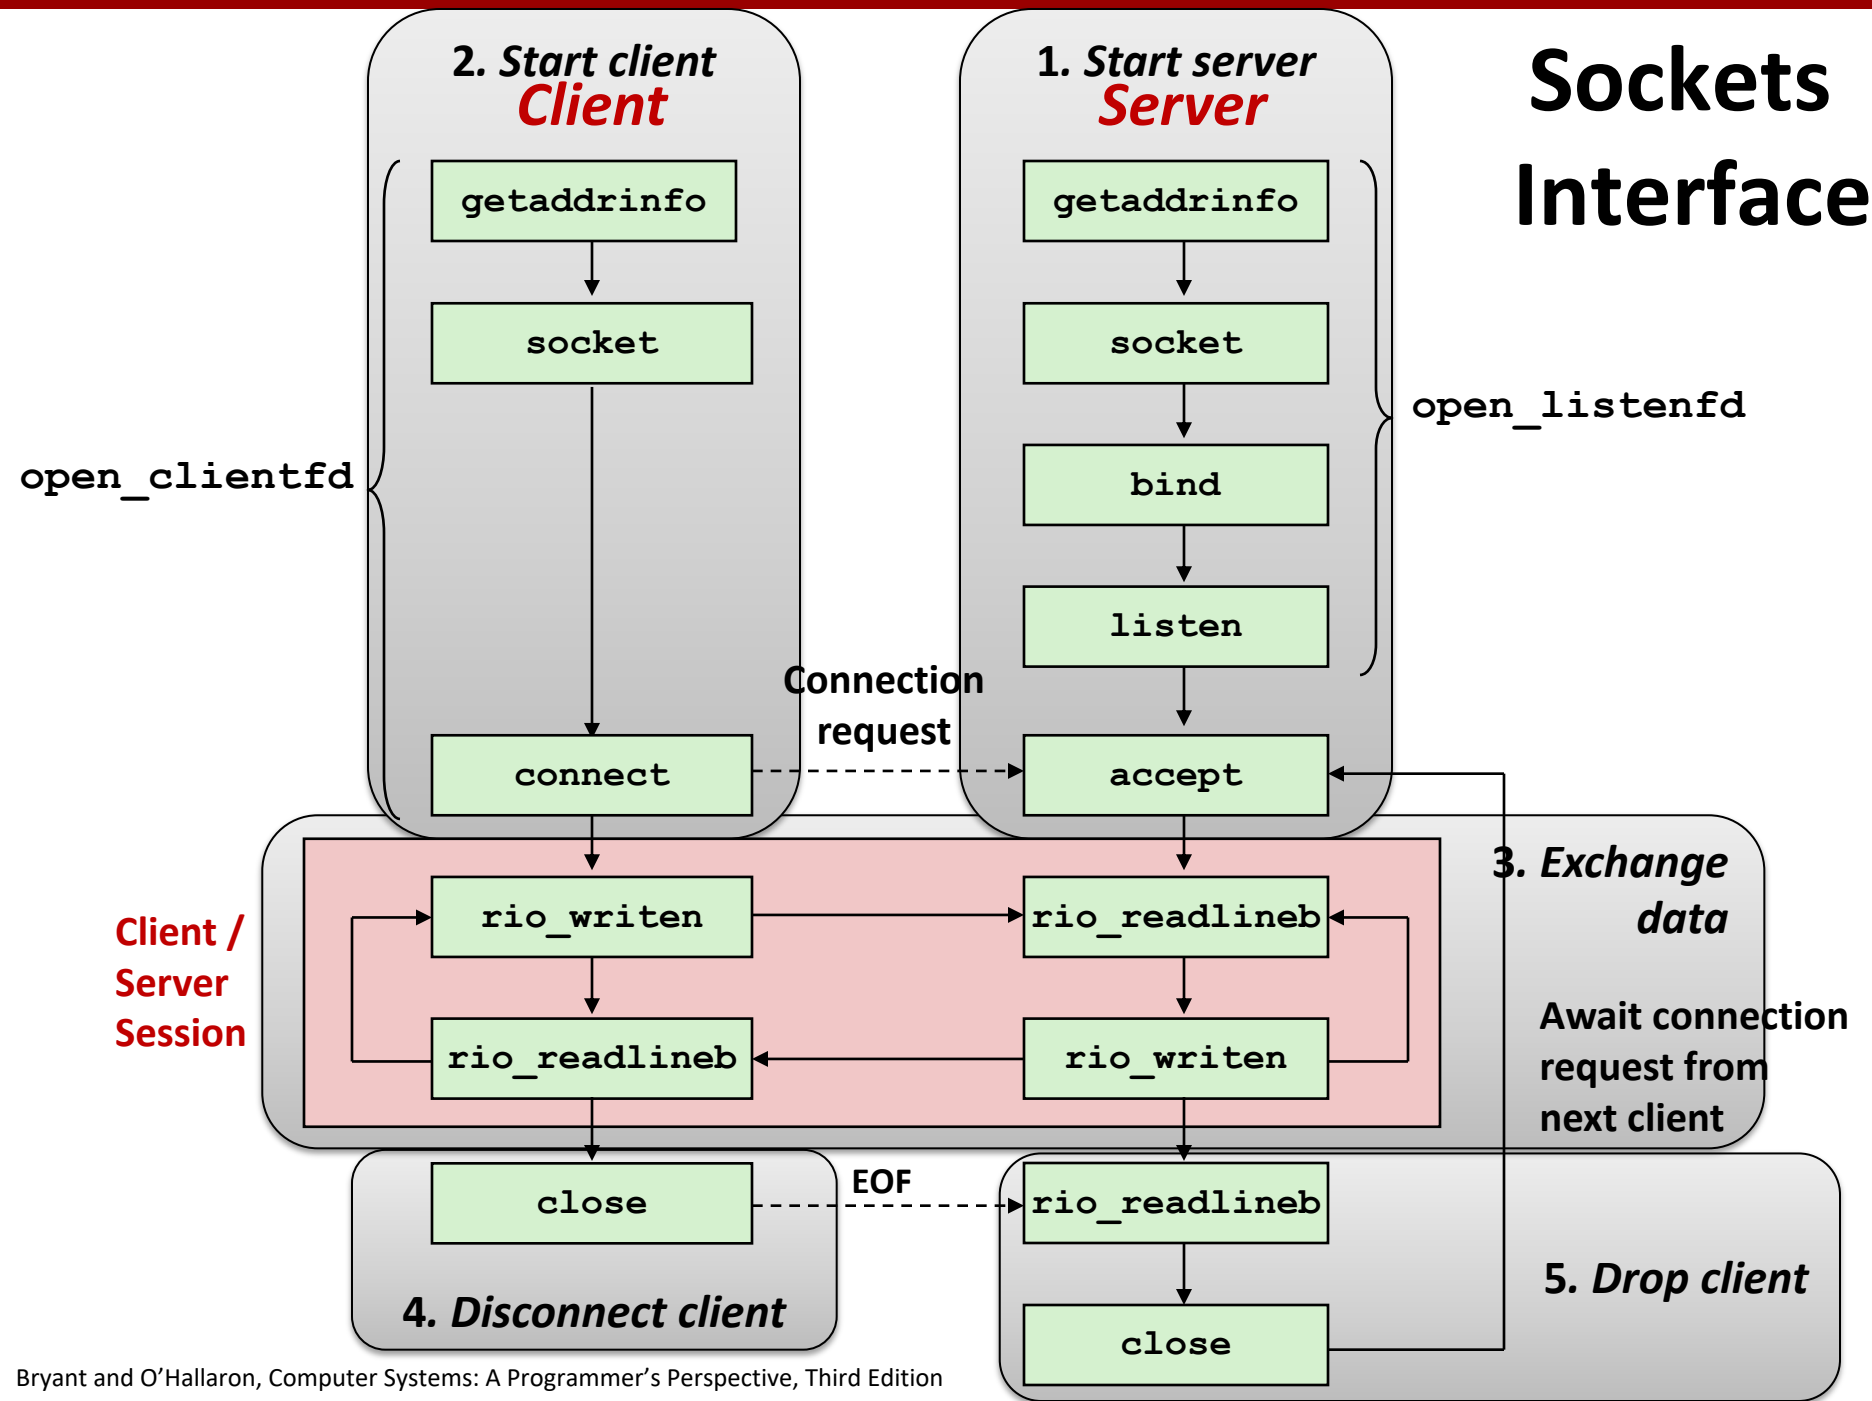 Sockets
Interface
2. Start client
Client
getaddrinfo
socket
open_clientfd
connect
1. Start server
Server
getaddrinfo
socket
bind
listen
open_listenfd
Connection
request
accept
Client /
Server
Session
rio_writen
rio_readlineb
rio_readlineb
rio_writen
3. Exchange
data
Await connection
request from
next client
close
EOF
rio_readlineb
4. Disconnect client
close
5. Drop client
Bryant and O’Hallaron, Computer Systems: A Programmer’s Perspective, Third Edition